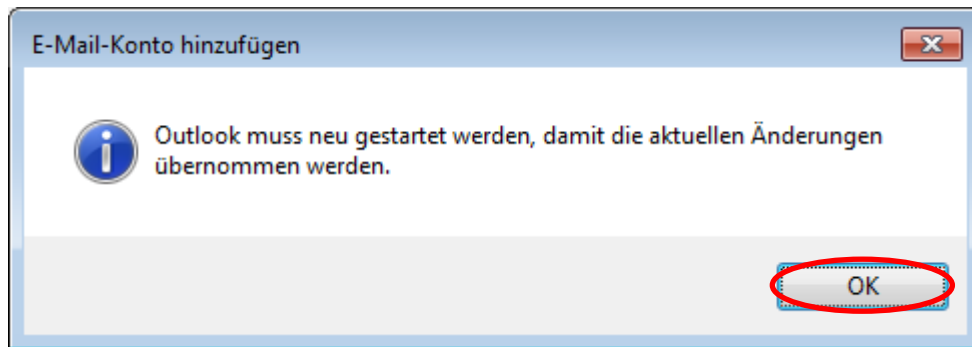 E-Mail-Konto hinzufügen
Outlook muss neu gestartet werden, damit die aktuellen Änderungen
übernommen werden.
OK